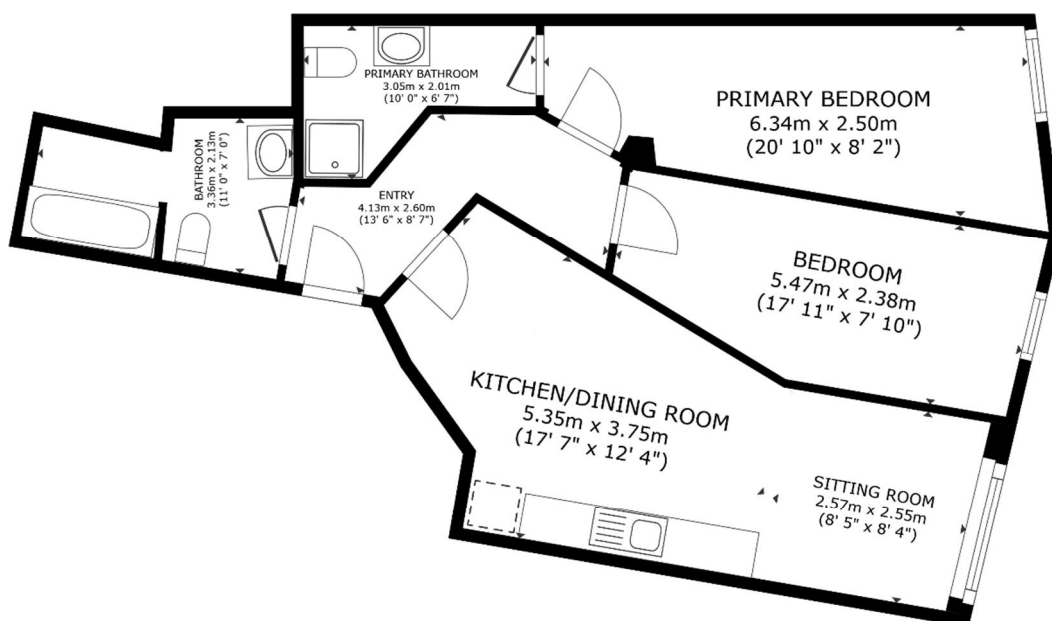 PRIMARY BATHROOM
3.05m x 2.01m
(10' 0" x 6' 7")
PRIMARY BEDROOM
6.34m x 2.50m
(20' 10" x 8' 2")
BATHROOM
3.36m x 2.13m
(11' 0" x 7' 0")
ENTRY
4.13m x 2.60m
(13' 6" x 8' 7")
BEDROOM
5.47m x 2.38m
(17' 11" x 7' 10")
KITCHEN/DINING ROOM
5.35m x 3.75m
(17' 7" x 12' 4")
SITTING ROOM
2.57m x 2.55m
(8' 5" x 8' 4")